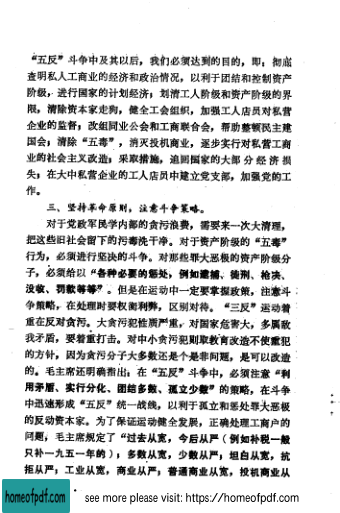 “五反”斗争中及其以后，我们必须达到的目的，即：彻底
查明私人工商业的经济和政治情况，以利于团结和控制资产
阶级，进行国家的计划经济；划清工人阶级和资产阶级的界
限，清除资本家走狗，健全工会组织，加强工人店员对私营
企业的监督；改组同业公会和工商联合会，帮助整顿民主建
国会；清除“五毒”，消灭投机商业，逐步实行对私营工商
业的社会主义改造；采取措施，追回国家的大部分经济损
失；在大中私营企业的工人店员中建立党支部，加强党的工
作。
三、坚持革命原则，注意斗争策略。
对于党政军民学内部的贪污浪费，需要来一次大清理，
把这些旧社会留下的污毒洗干净。对于资产阶级的“五毒”
行为，必须进行坚决的斗争。对那些罪大恶极的资产阶级分
子，必须给以“各种必要的惩处，例如逮捕、徒刑、枪决、
没收、罚款等等”。但是在运动中一定要掌握政策，注意斗
争策略，在处理时要权衡利弊，区别对待。“三反”运动着
重在反对贪污。大贪污犯性质严重，对国家危害大，多属敌
我矛盾，要着重打击。对中小贪污犯则取教育改造不使重犯
的方针，因为贪污分子大多数还是个是非问题，是可以改造
的。毛主席还明确指出：在“五反”斗争中，必须注意“利
用矛盾、实行分化、团结多数、孤立少数”的策略，在斗争
中迅速形成“五反”统一战线，以利于孤立和惩处罪大恶极
的反动资本家。为了保证运动健全发展，正确处理工商户的
问题，毛主席规定了“过去从宽，今后从严（例如补税一般
只补一九五一年的）；多数从宽，少数从严；坦白从宽，抗
拒从严；工业从宽，商业从严；普通商业从宽，投机商业从
homeofpdf.com
see more please visit: https://homeofpdf.com